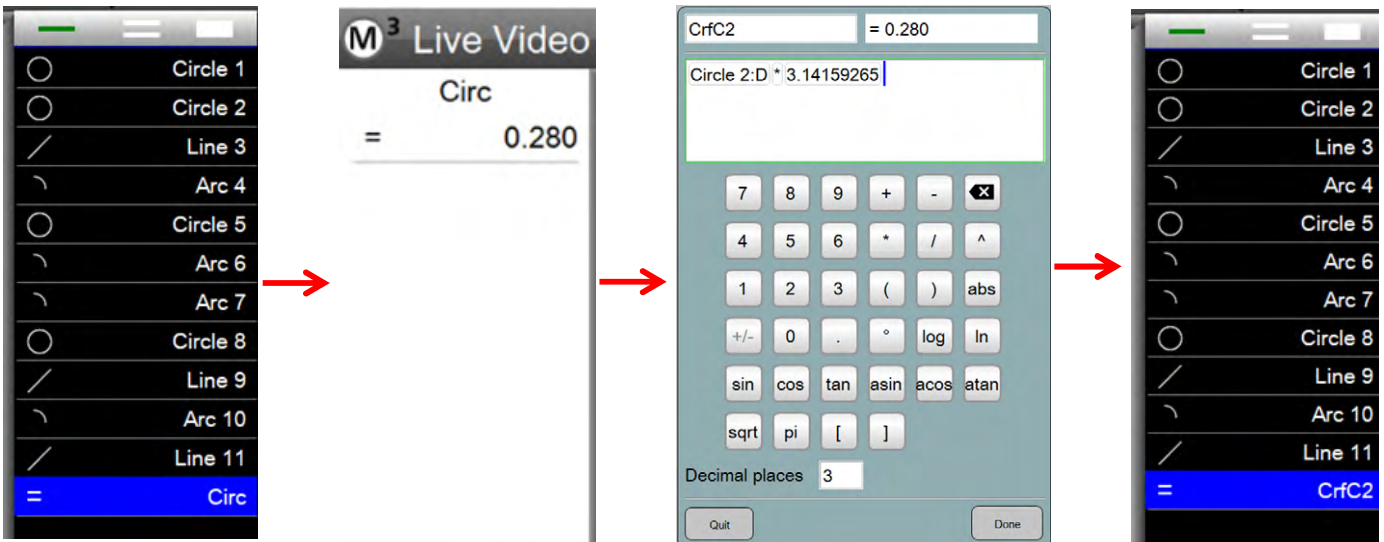 Circle 1
Circle 2
Line 3
Arc 4
Circle 5
Arc 6
Arc 7
Circle 8
Line 9
Arc 10
Line 11
= Circ
M3 Live Video
Circ
= 0.280
CrfC2 = 0.280
Circle 2:D * 3.14159265
7 8 9 + -
4 5 6 * / ^
1 2 3 ( ) abs
+/- 0 . ° log ln
sin cos tan asin acos atan
sqrt pi [ ]
Decimal places 3
Quit Done
Circle 1
Circle 2
Line 3
Arc 4
Circle 5
Arc 6
Arc 7
Circle 8
Line 9
Arc 10
Line 11
= CrfC2